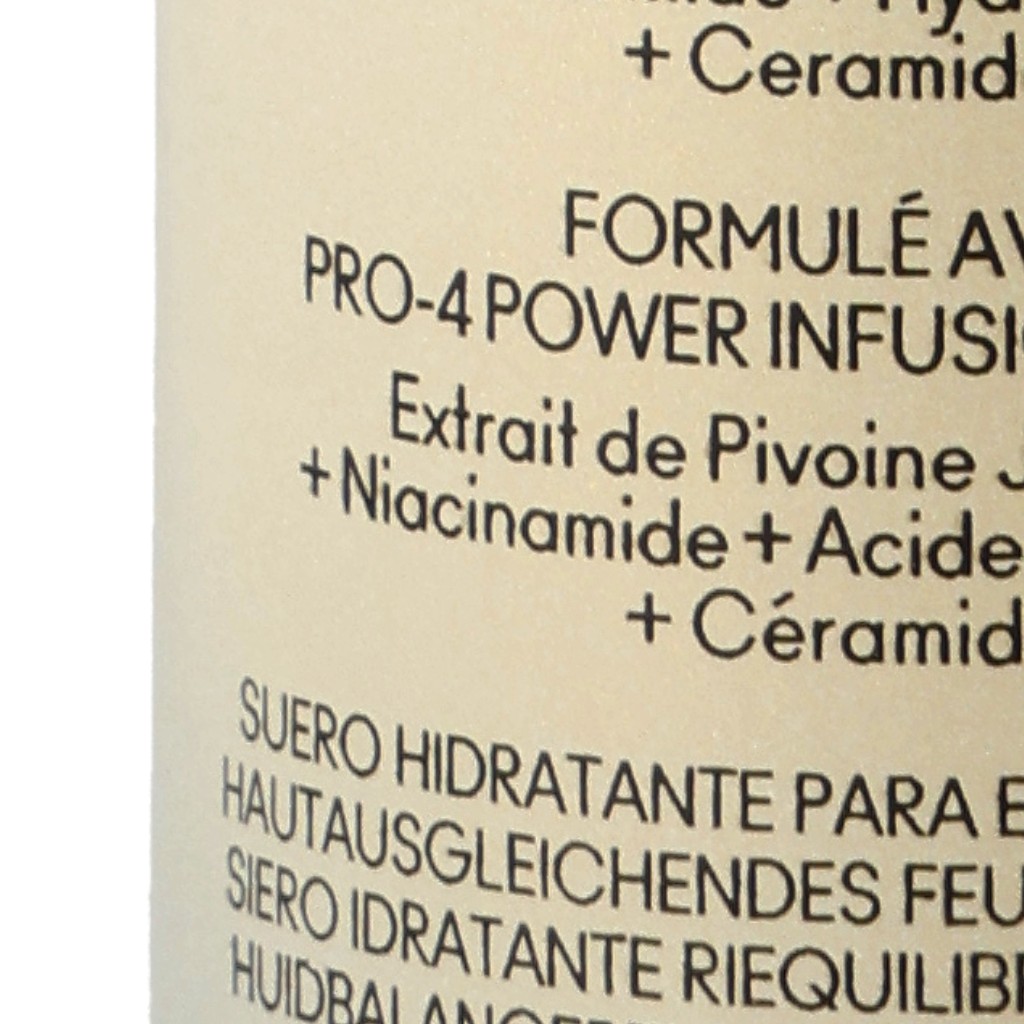 + Ceramid
FORMULÉ AV
PRO-4 POWER INFUSI
Extrait de Pivoine J
+ Niacinamide + Acide
+ Céramid
SUERO HIDRATANTE PARA E
HAUTAUSGLEICHENDES FEU
SIERO IDRATANTE RIEQUILIB